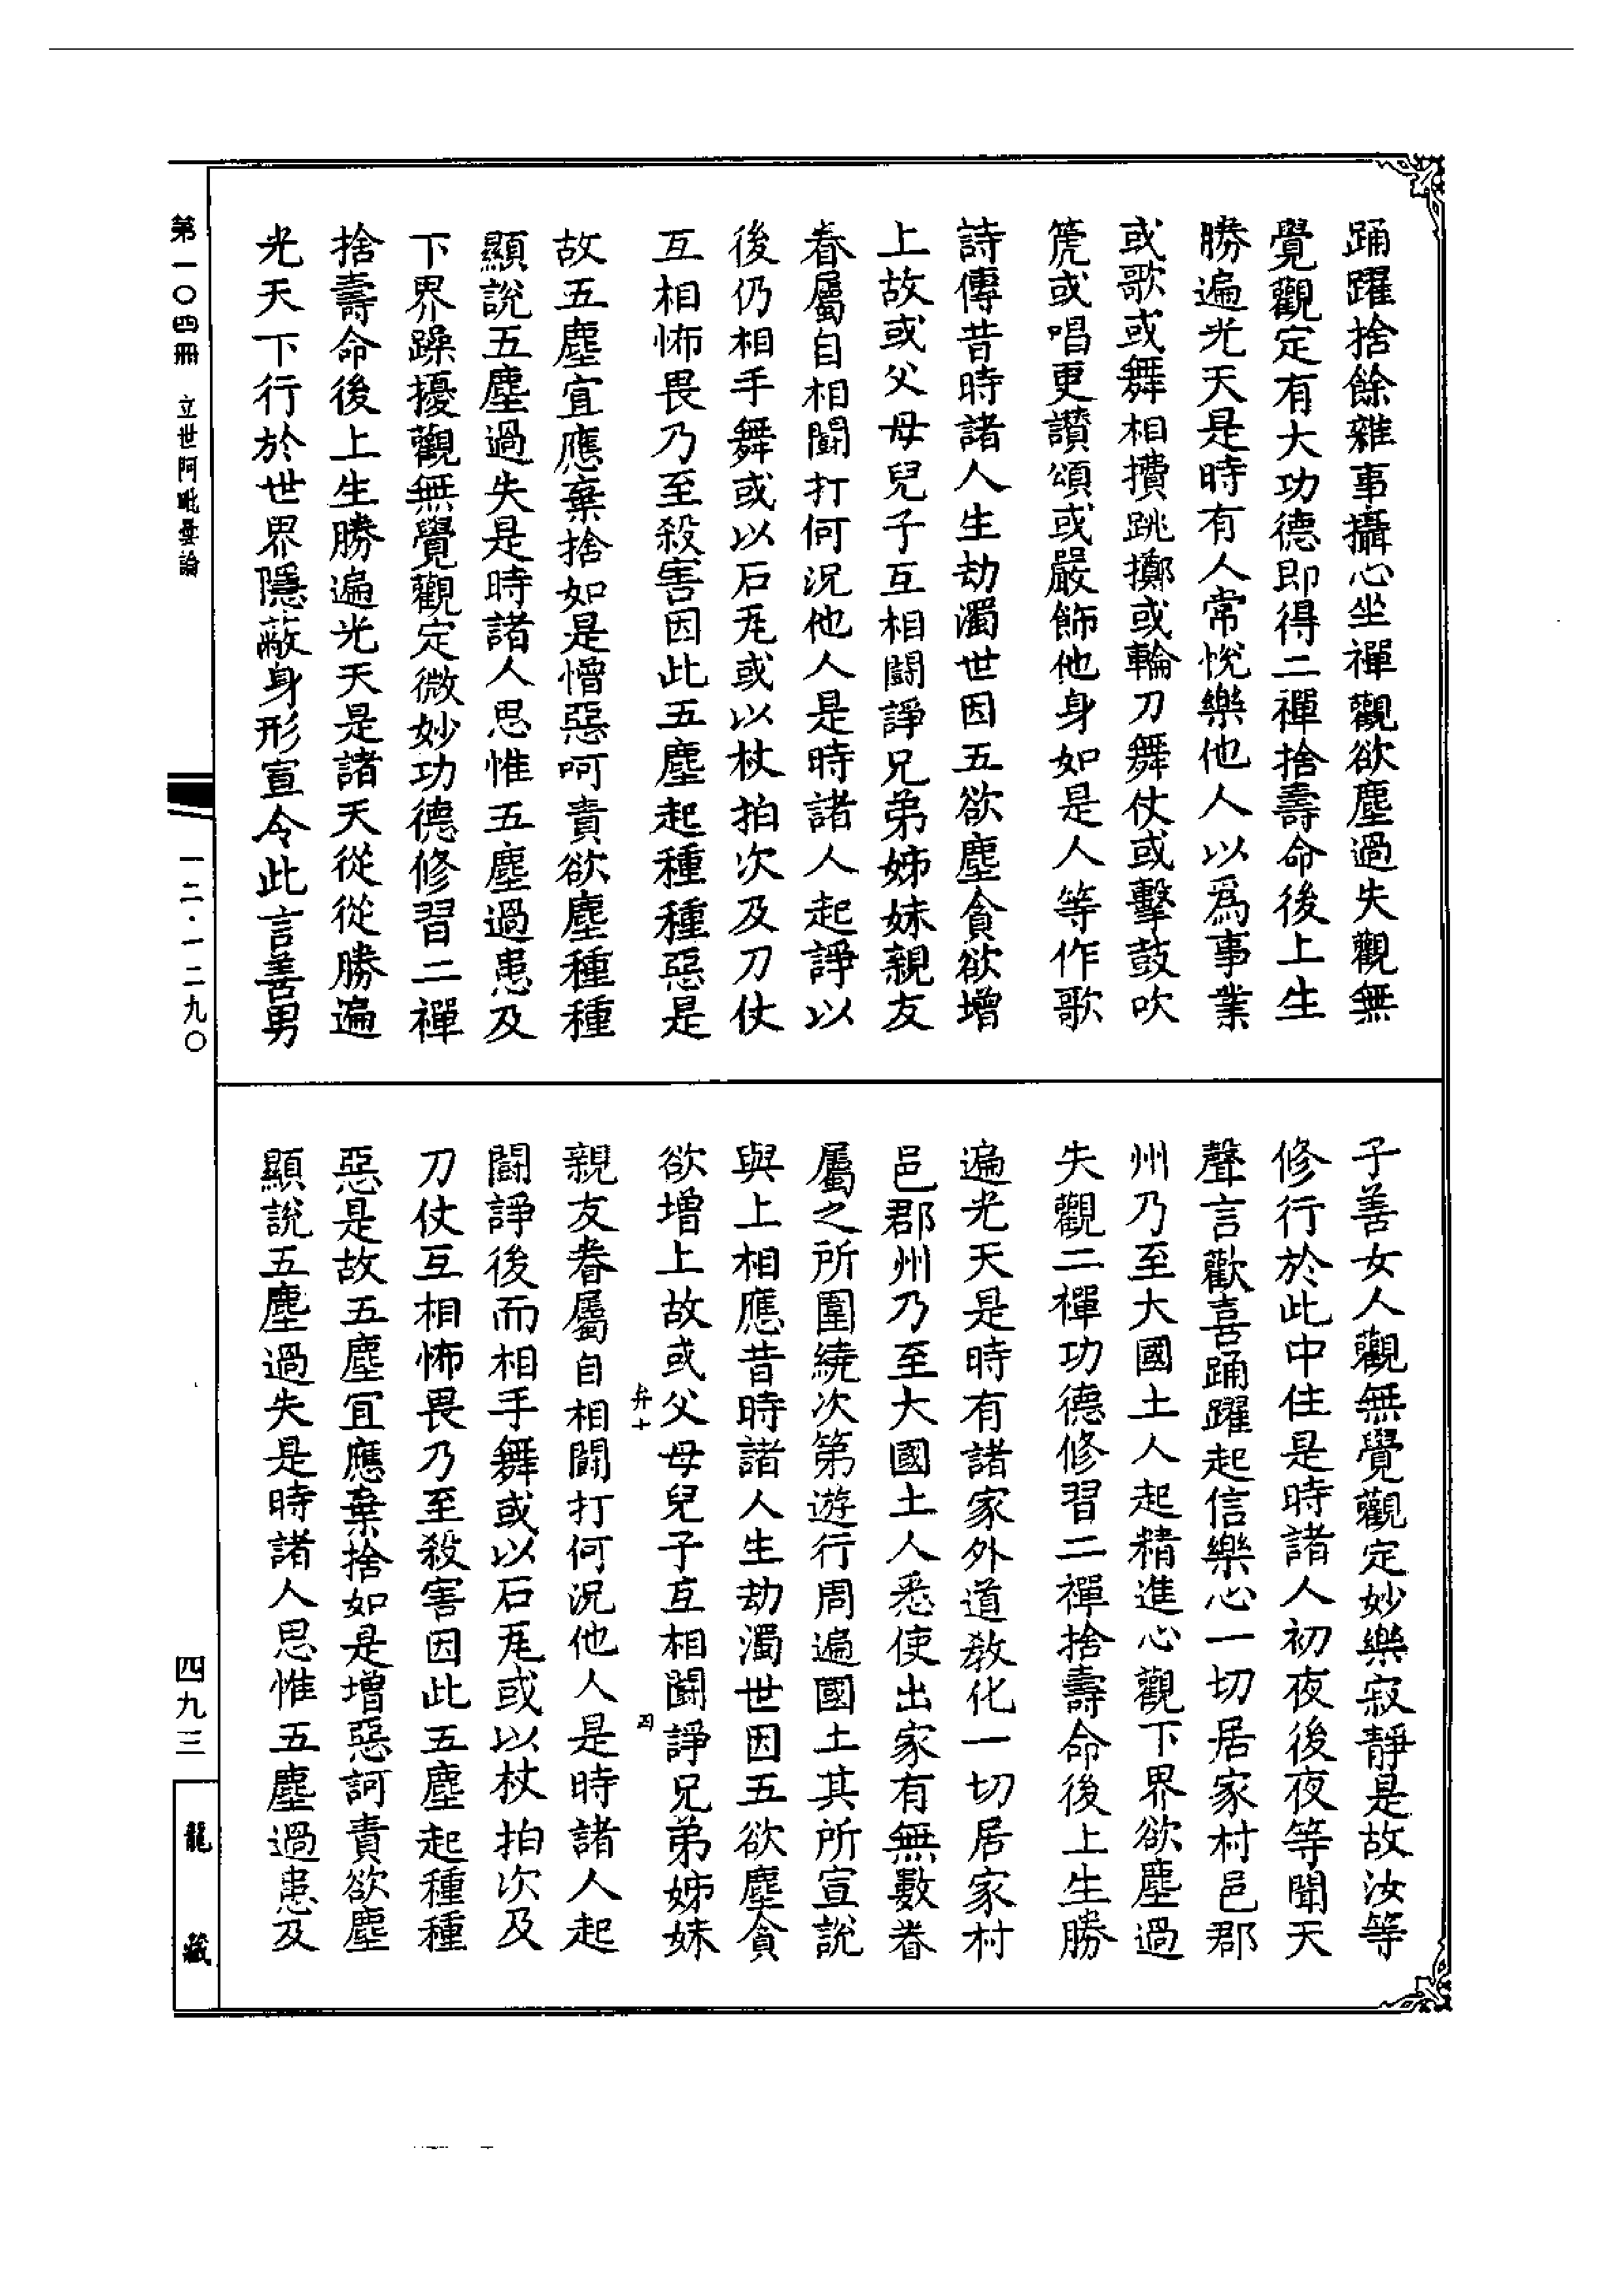 踊躍捨餘雜事攝心坐禪觀欲塵過失觀無
覺觀定有大功德即得二禪捨壽命後上生
勝遍光天是時有人常悅樂他人以爲事業
或歌或舞相攢跳擲或輪刀舞仗或擊鼓吹
篪或唱更讚頌或嚴飾他身如是人等作歌
詩傳昔時諸人生劫濁世因五欲塵貪欲增
上故或父母兒子互相鬪諍兄弟姊妹親友
眷屬自相鬪打何況他人是時諸人起諍以
後仍相手舞或以石瓦或以杖拍次及刀仗
互相怖畏乃至殺害因此五塵起種種惡是
故五塵宜應棄捨如是憎惡呵責欲塵種種
顯說五塵過失是時諸人思惟五塵過患及
下界躁擾觀無覺觀定微妙功德修習二禪
捨壽命後上生勝遍光天是諸天從從勝遍
光天下行於世界隱蔽身形宣令此言善男
子善女人觀無覺觀定妙樂寂靜是故汝等
修行於此中住是時諸人初夜後夜等聞天
聲言歡喜踊躍起信樂心一切居家村邑郡
州乃至大國土人起精進心觀下界欲塵過
失觀二禪功德修習二禪捨壽命後上生勝
遍光天是時有諸家外道教化一切居家村
邑郡州乃至大國土人悉使出家有無數眷
屬之所圍繞次第遊行周遍國土其所宣說
與上相應昔時諸人生劫濁世因五欲塵貪
欲增上故或父母兒子互相鬪諍兄弟姊妹
弁十
四
親友眷屬自相鬪打何況他人是時諸人起
鬪諍後而相手舞或以石瓦或以杖拍次及
刀仗互相怖畏乃至殺害因此五塵起種種
惡是故五塵宜應棄捨如是增惡訶責欲塵
顯說五塵過失是時諸人思惟五塵過患及
第一〇四冊 立世阿毗曇論
一二·一二九〇
四九三
龍藏